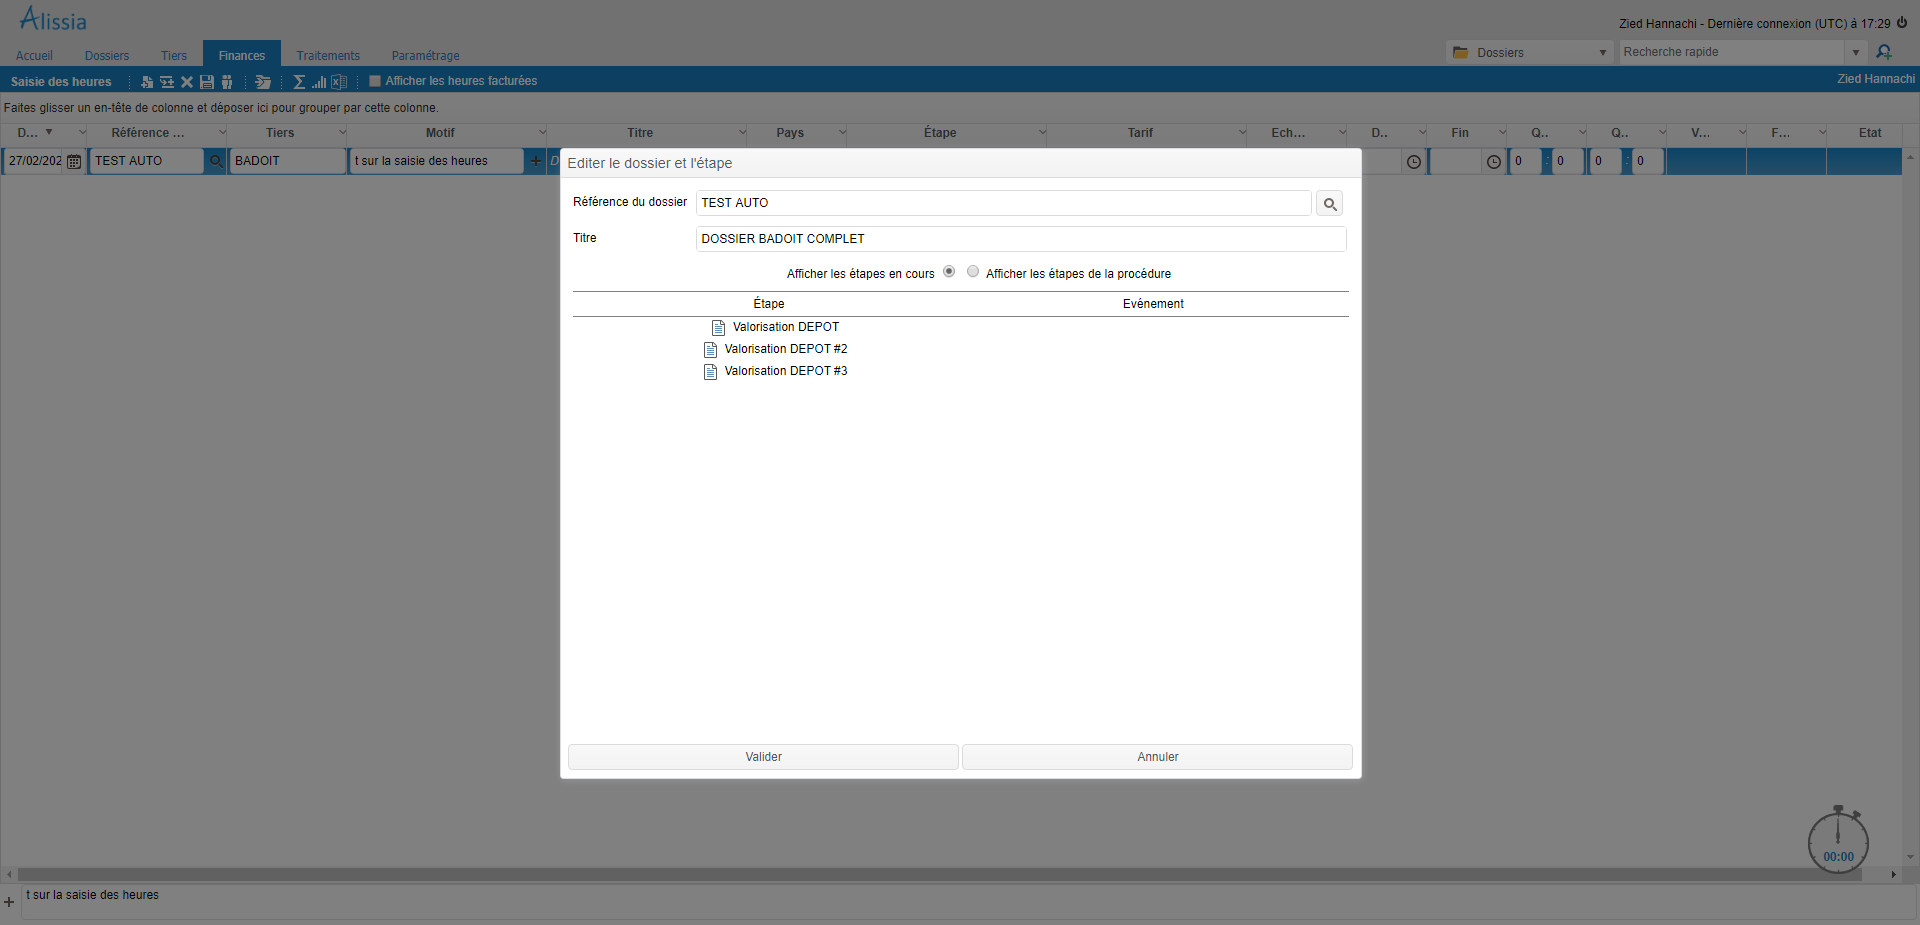 Alissia
Zied Hannachi - Dernière connexion (UTC) à 17:29
Accueil Dossiers Tiers Finances Traitements Paramétrage
Dossiers Recherche rapide
Saisie des heures Afficher les heures facturées Zied Hannachi
Faites glisser un en-tête de colonne et déposer ici pour grouper par cette colonne.
D... Référence ... Tiers Motif Titre Pays Étape Tarif Ech... D.. Fin Q.. Q.. V... F... Etat
27/02/202 TEST AUTO BADOIT t sur la saisie des heures D 0 : 0 0 : 0
Editer le dossier et l'étape
Référence du dossier TEST AUTO
Titre DOSSIER BADOIT COMPLET
Afficher les étapes en cours Afficher les étapes de la procédure
Étape Evénement
Valorisation DEPOT
Valorisation DEPOT #2
Valorisation DEPOT #3
Valider Annuler
00:00
t sur la saisie des heures